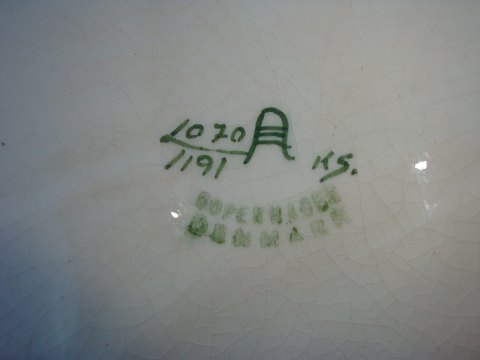 1070 A KS.
1191
COPENHAGEN
DENMARK